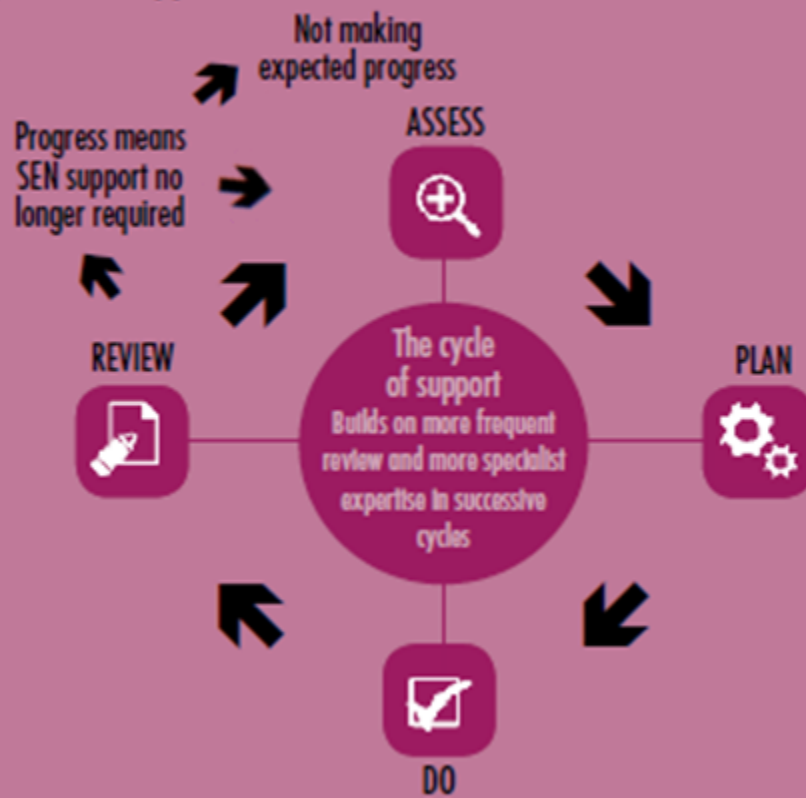 Not making
expected progress
Progress means
SEN support no
longer required
ASSESS
REVIEW
PLAN
The cycle
of support
Builds on more frequent
review and more specialist
expertise in successive
cycles
DO